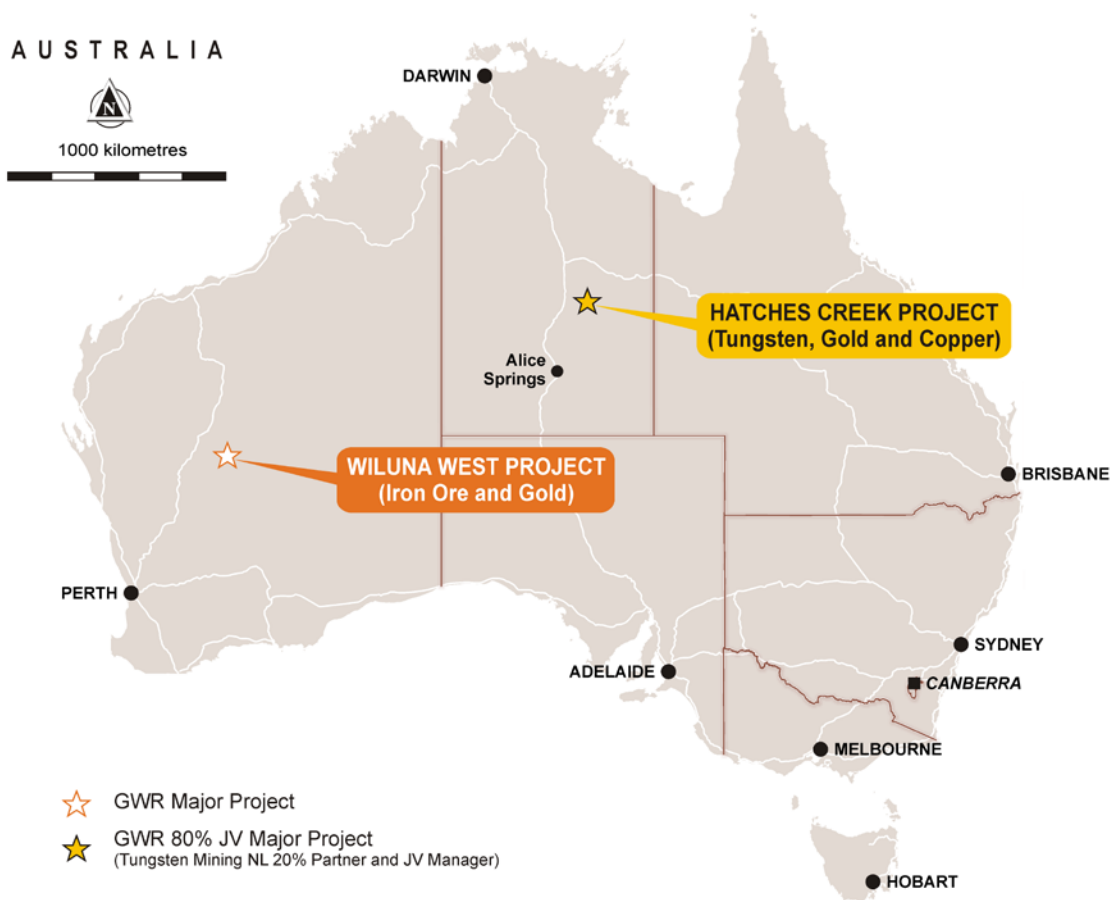 AUSTRALIA
N
1000 kilometres
DARWIN
HATCHES CREEK PROJECT
(Tungsten, Gold and Copper)
Alice
Springs
WILUNA WEST PROJECT
(Iron Ore and Gold)
BRISBANE
PERTH
SYDNEY
ADELAIDE
CANBERRA
MELBOURNE
GWR Major Project
GWR 80% JV Major Project
(Tungsten Mining NL 20% Partner and JV Manager)
HOBART